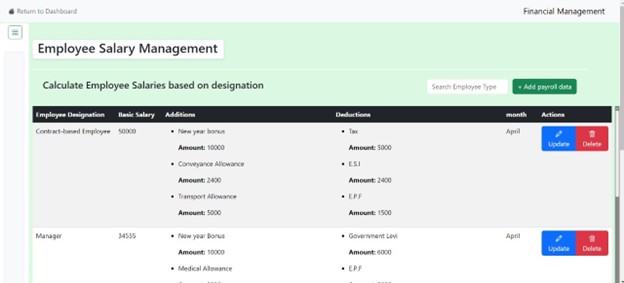 Return to Dashboard
Financial Management
Employee Salary Management
Calculate Employee Salaries based on designation
Search Employee Type
+ Add payroll data
Employee Designation Basic Salary Additions Deductions month Actions
Contract-based Employee 50000 • New year bonus • Tax April
Amount: 10000 Amount: 5000
Update Delete
• Conveyance Allowance • E.S.I
Amount: 2400 Amount: 2400
• Transport Allowance • E.P.F
Amount: 5000 Amount: 1500
Manager 34535 • New year Bonus • Government Levi April
Amount: 10000 Amount: 6000
Update Delete
• Medical Allowance • E.P.F